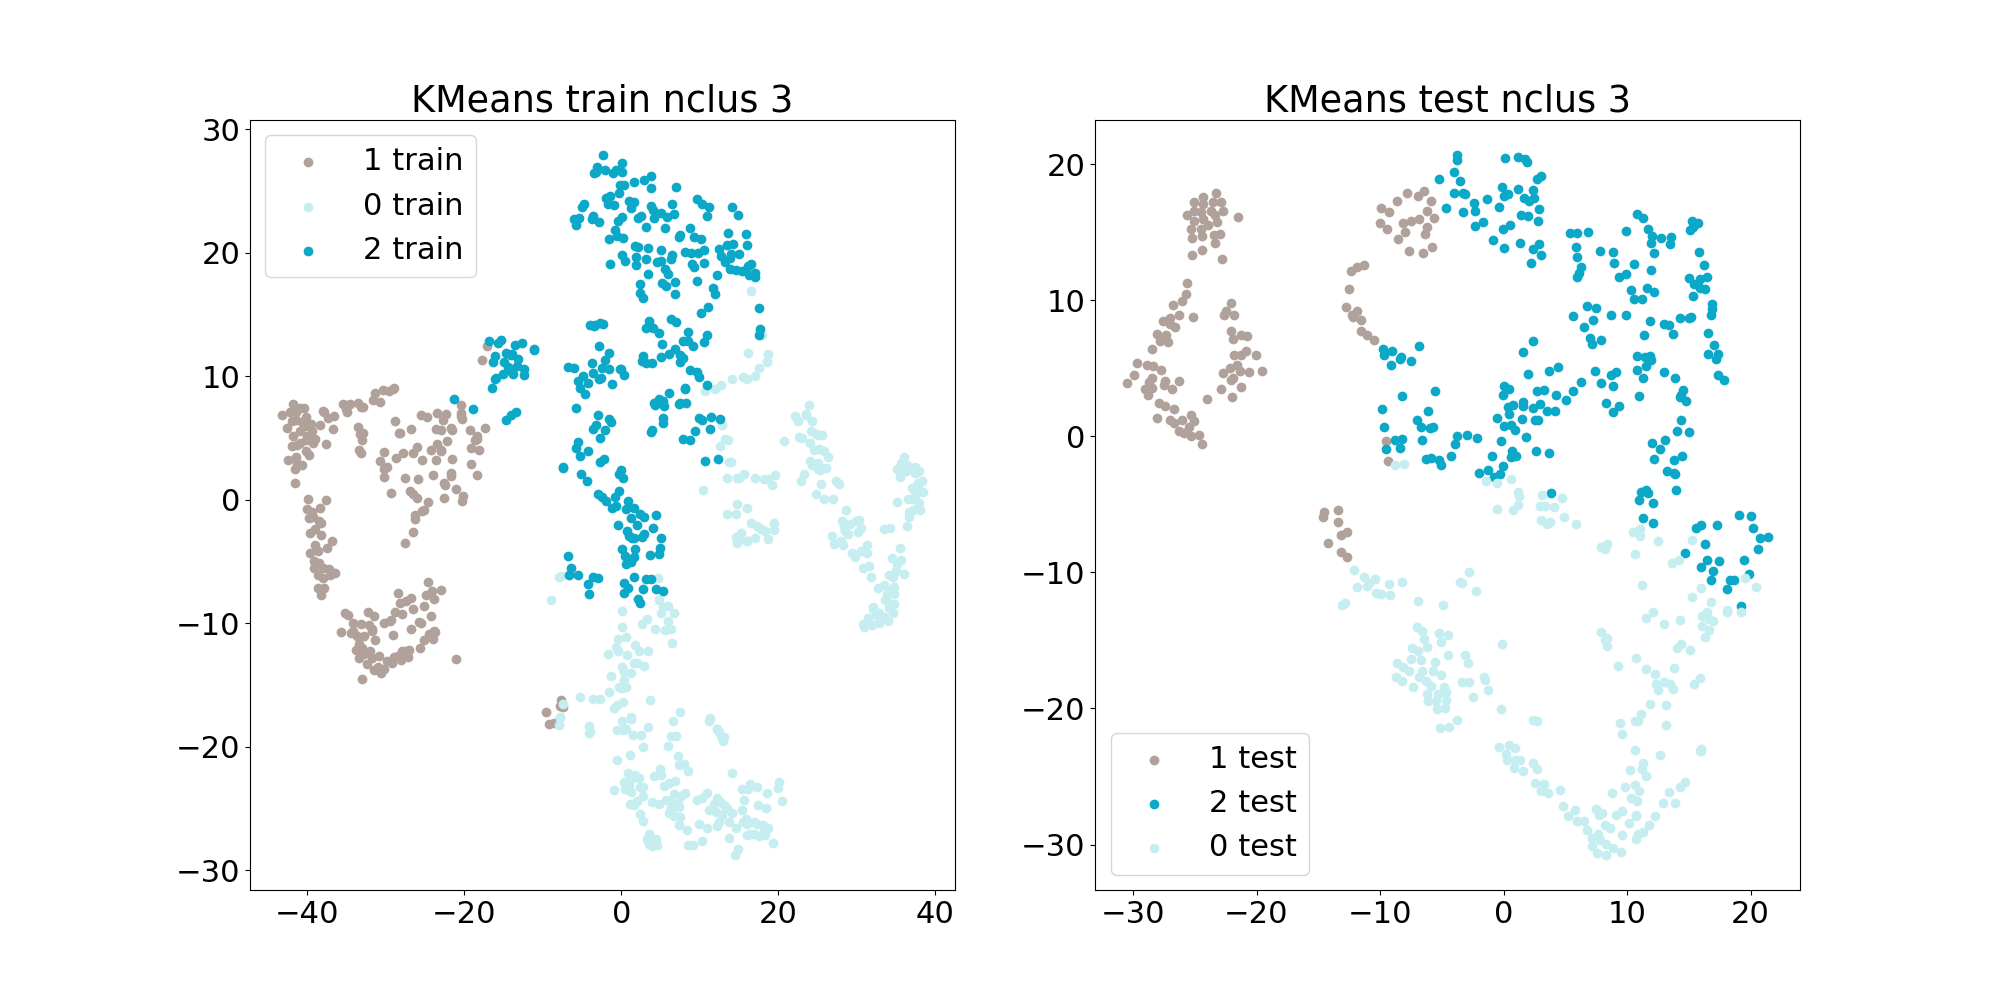 KMeans train nclus 3
30
20
10
0
−10
−20
−30
1 train
0 train
2 train
−40 −20 0 20 40
KMeans test nclus 3
20
10
0
−10
−20
−30
1 test
2 test
0 test
−30 −20 −10 0 10 20